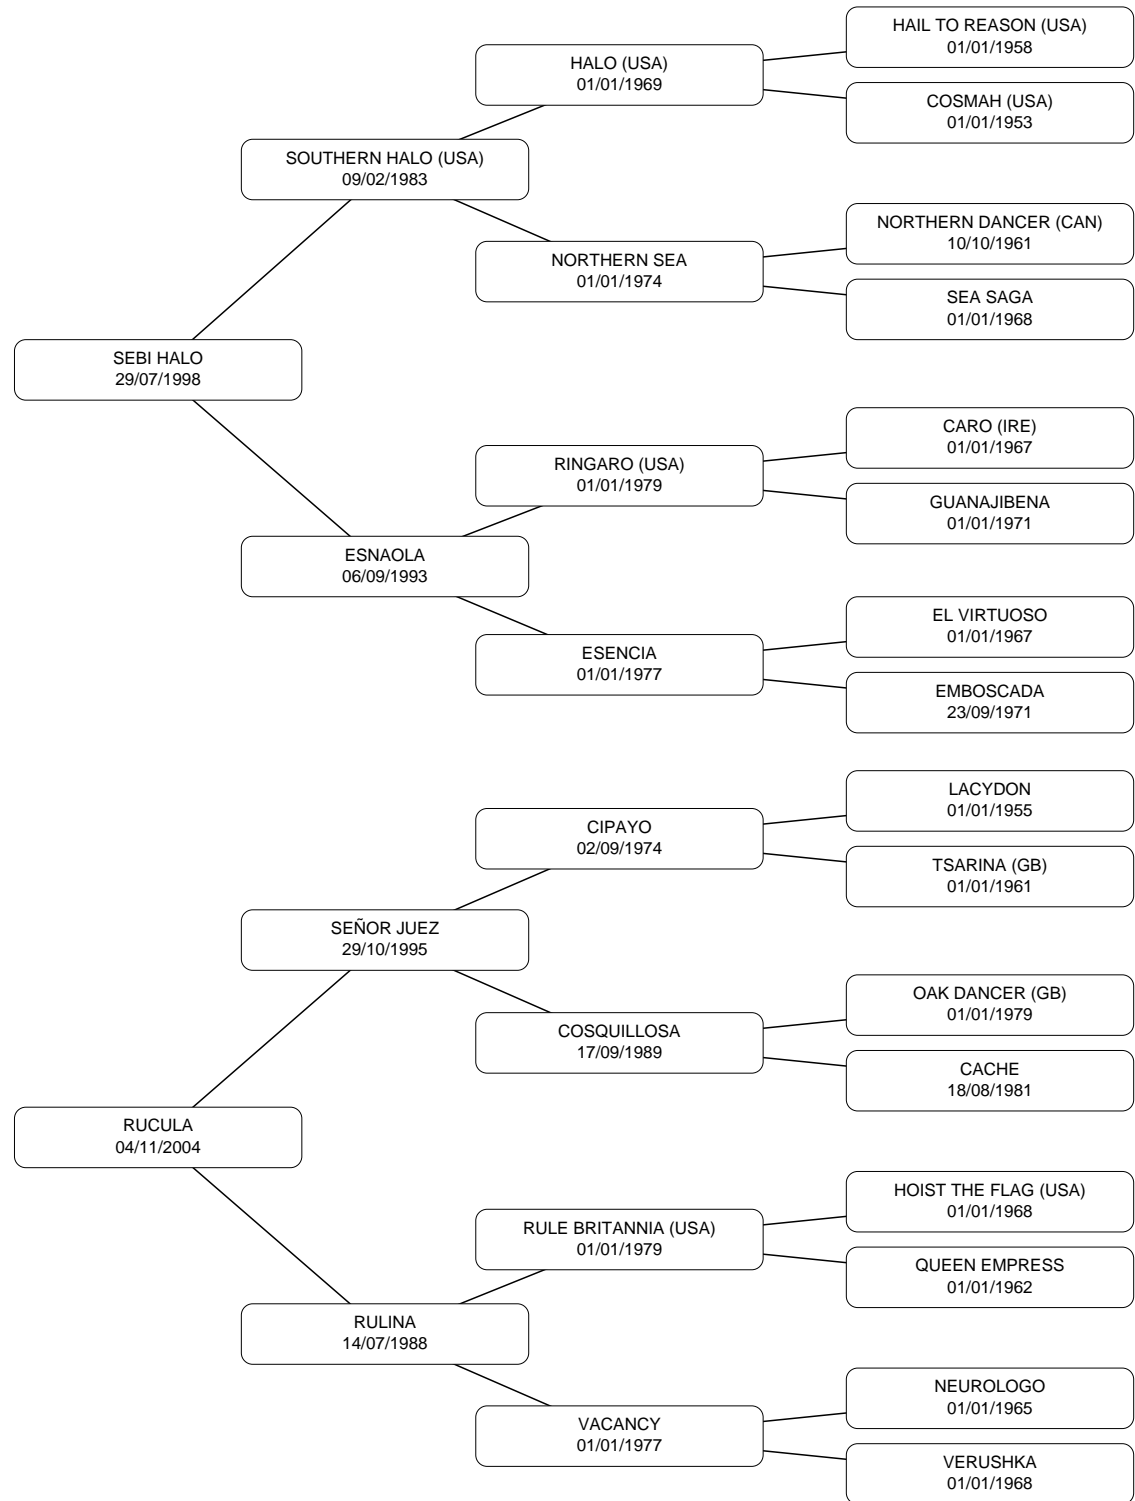 HAIL TO REASON (USA)
01/01/1958
HALO (USA)
01/01/1969
COSMAH (USA)
01/01/1953
SOUTHERN HALO (USA)
09/02/1983
NORTHERN DANCER (CAN)
10/10/1961
NORTHERN SEA
01/01/1974
SEA SAGA
01/01/1968
SEBI HALO
29/07/1998
CARO (IRE)
01/01/1967
RINGARO (USA)
01/01/1979
GUANAJIBENA
01/01/1971
ESNAOLA
06/09/1993
EL VIRTUOSO
01/01/1967
ESENCIA
01/01/1977
EMBOSCADA
23/09/1971
LACYDON
01/01/1955
CIPAYO
02/09/1974
TSARINA (GB)
01/01/1961
SEÑOR JUEZ
29/10/1995
OAK DANCER (GB)
01/01/1979
COSQUILLOSA
17/09/1989
CACHE
18/08/1981
RUCULA
04/11/2004
HOIST THE FLAG (USA)
01/01/1968
RULE BRITANNIA (USA)
01/01/1979
QUEEN EMPRESS
01/01/1962
RULINA
14/07/1988
NEUROLOGO
01/01/1965
VACANCY
01/01/1977
VERUSHKA
01/01/1968